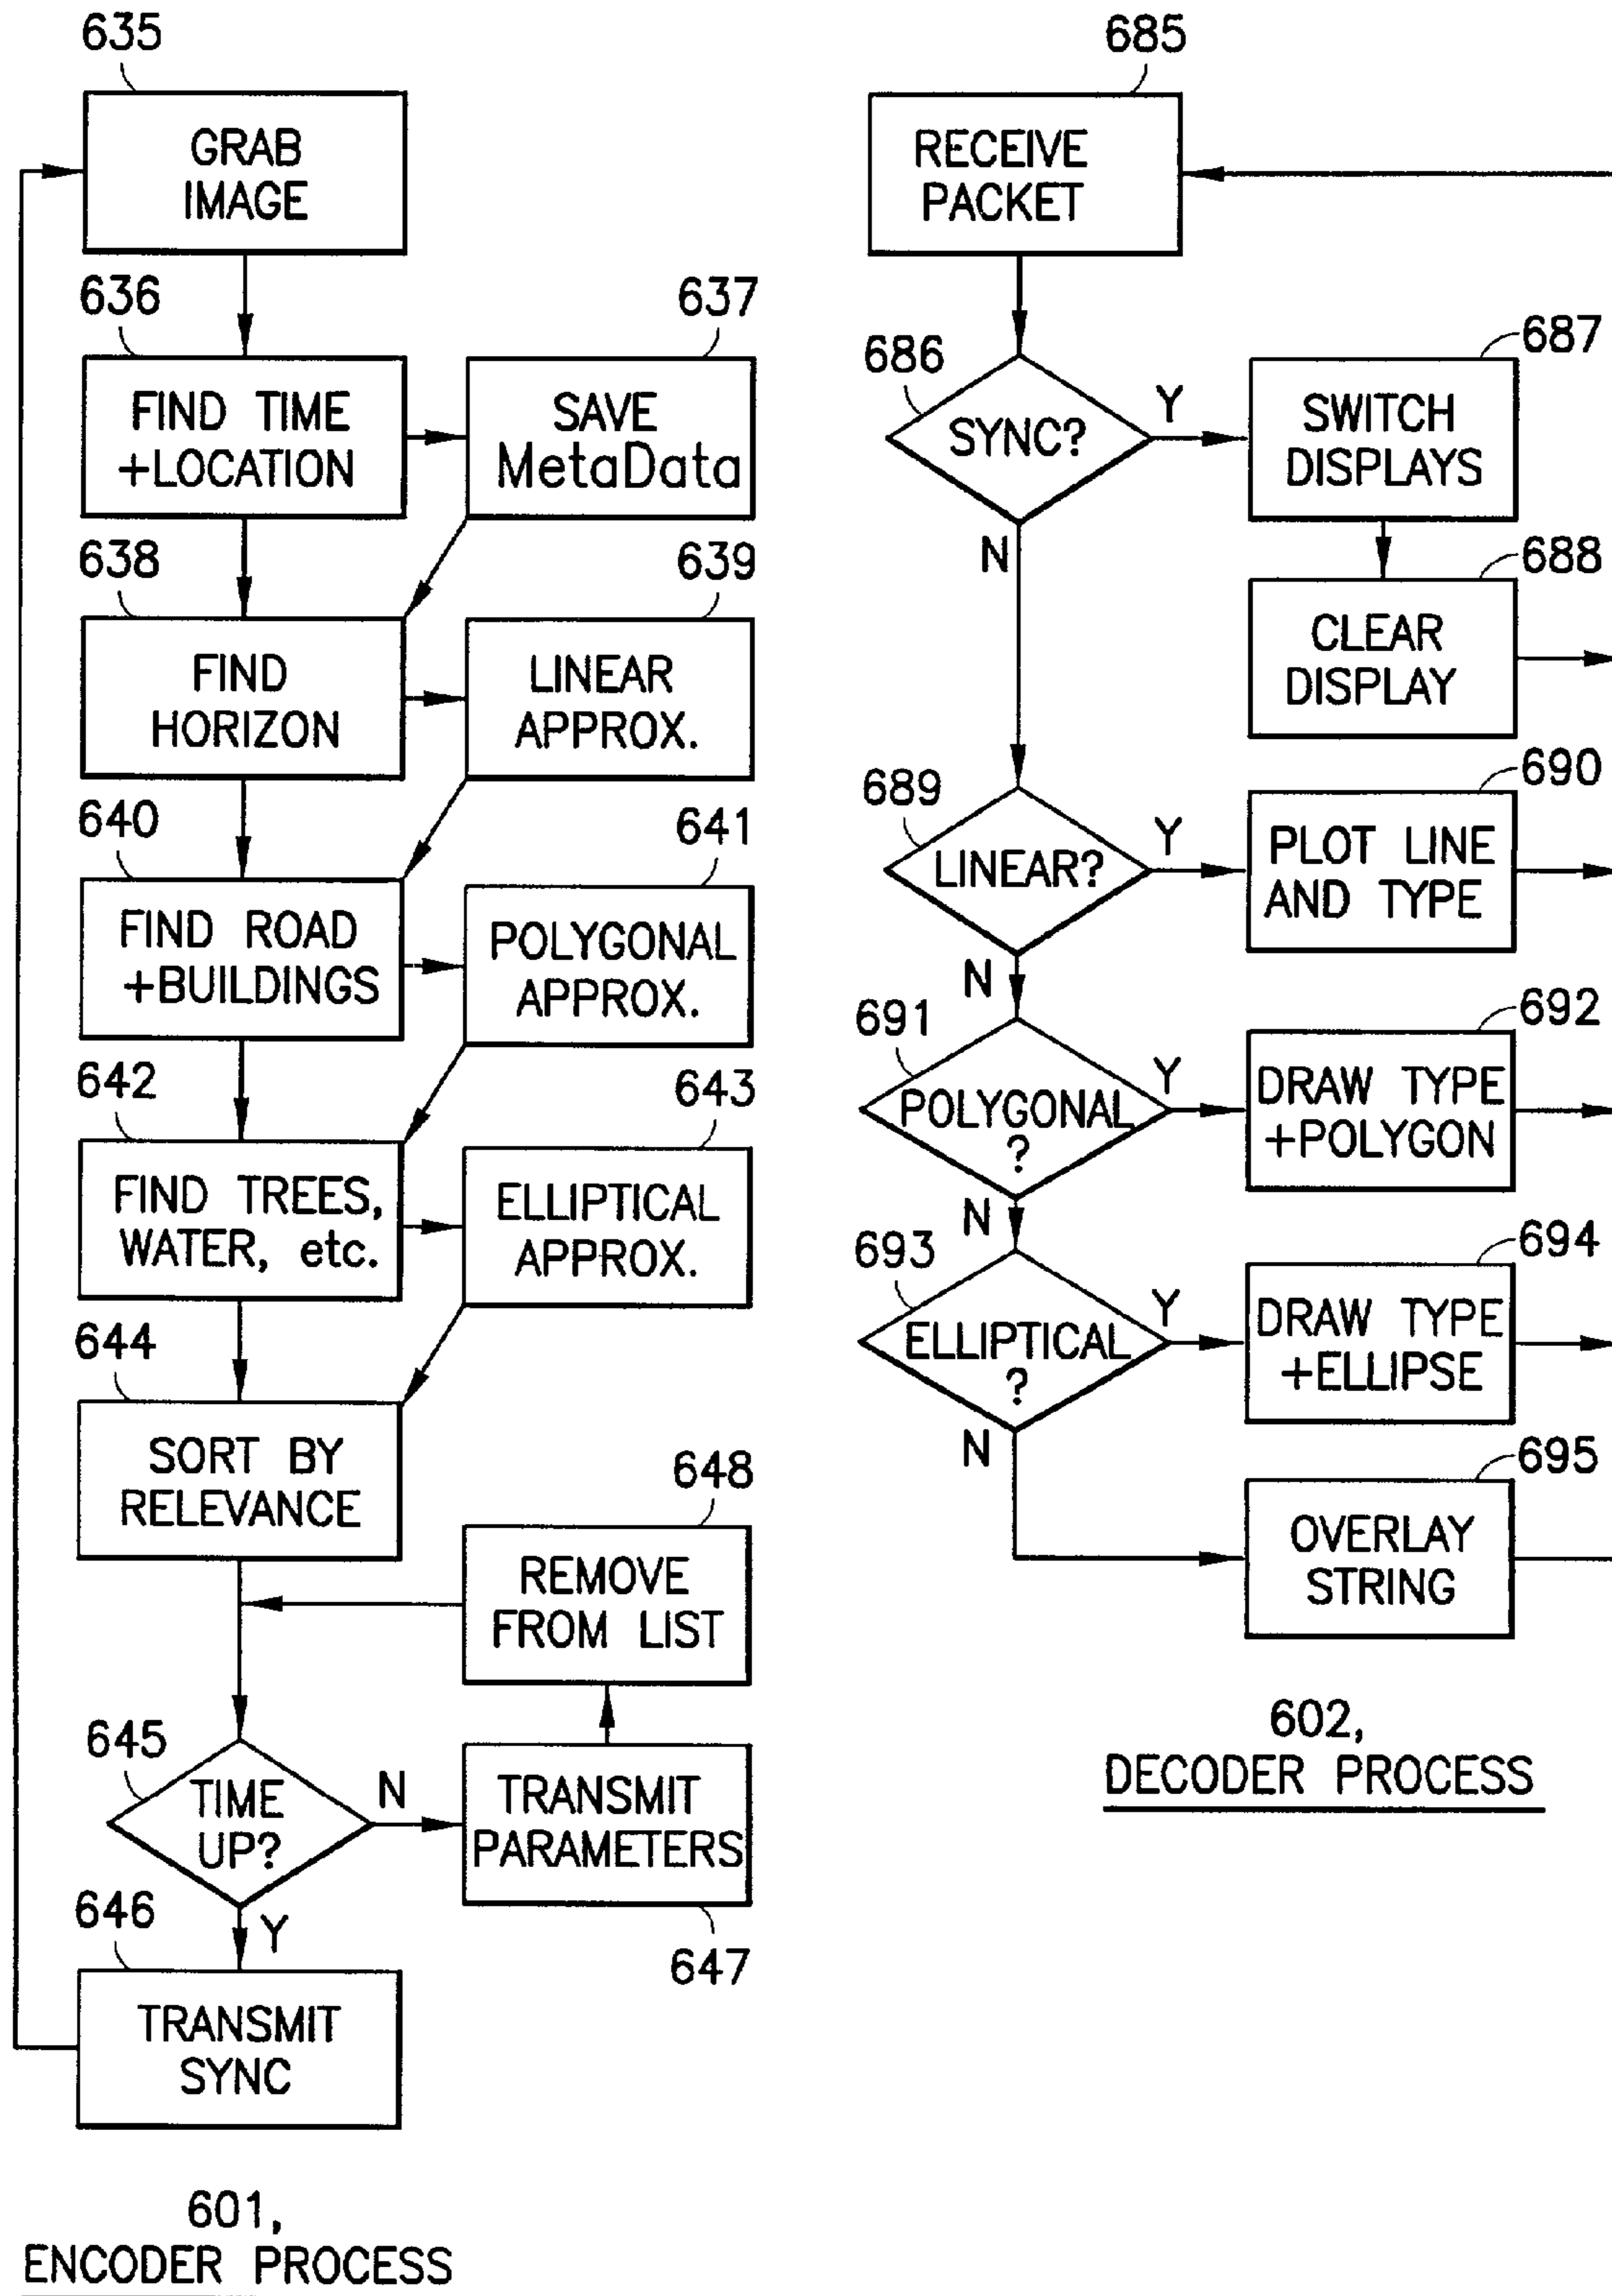 635
GRAB
IMAGE
636
FIND TIME
+LOCATION
637
SAVE
MetaData
638
FIND
HORIZON
639
LINEAR
APPROX.
640
FIND ROAD
+BUILDINGS
641
POLYGONAL
APPROX.
642
FIND TREES,
WATER, etc.
643
ELLIPTICAL
APPROX.
644
SORT BY
RELEVANCE
648
REMOVE
FROM LIST
645
TIME
UP?
N
Y
TRANSMIT
PARAMETERS
647
646
TRANSMIT
SYNC
601,
ENCODER PROCESS
685
RECEIVE
PACKET
686
SYNC?
Y
N
687
SWITCH
DISPLAYS
688
CLEAR
DISPLAY
689
LINEAR?
Y
N
690
PLOT LINE
AND TYPE
691
POLYGONAL
?
Y
N
692
DRAW TYPE
+POLYGON
693
ELLIPTICAL
?
Y
N
694
DRAW TYPE
+ELLIPSE
695
OVERLAY
STRING
602,
DECODER PROCESS